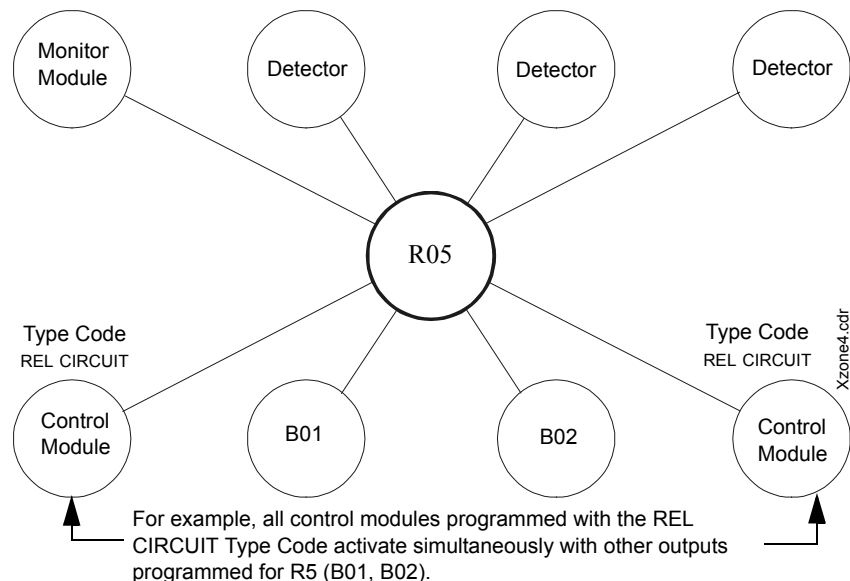 Monitor
Module
Detector
Detector
Detector
R05
Type Code
REL CIRCUIT
Type Code
REL CIRCUIT
Xzone4.cdr
Control
Module
B01
B02
Control
Module
For example, all control modules programmed with the REL
CIRCUIT Type Code activate simultaneously with other outputs
programmed for R5 (B01, B02).